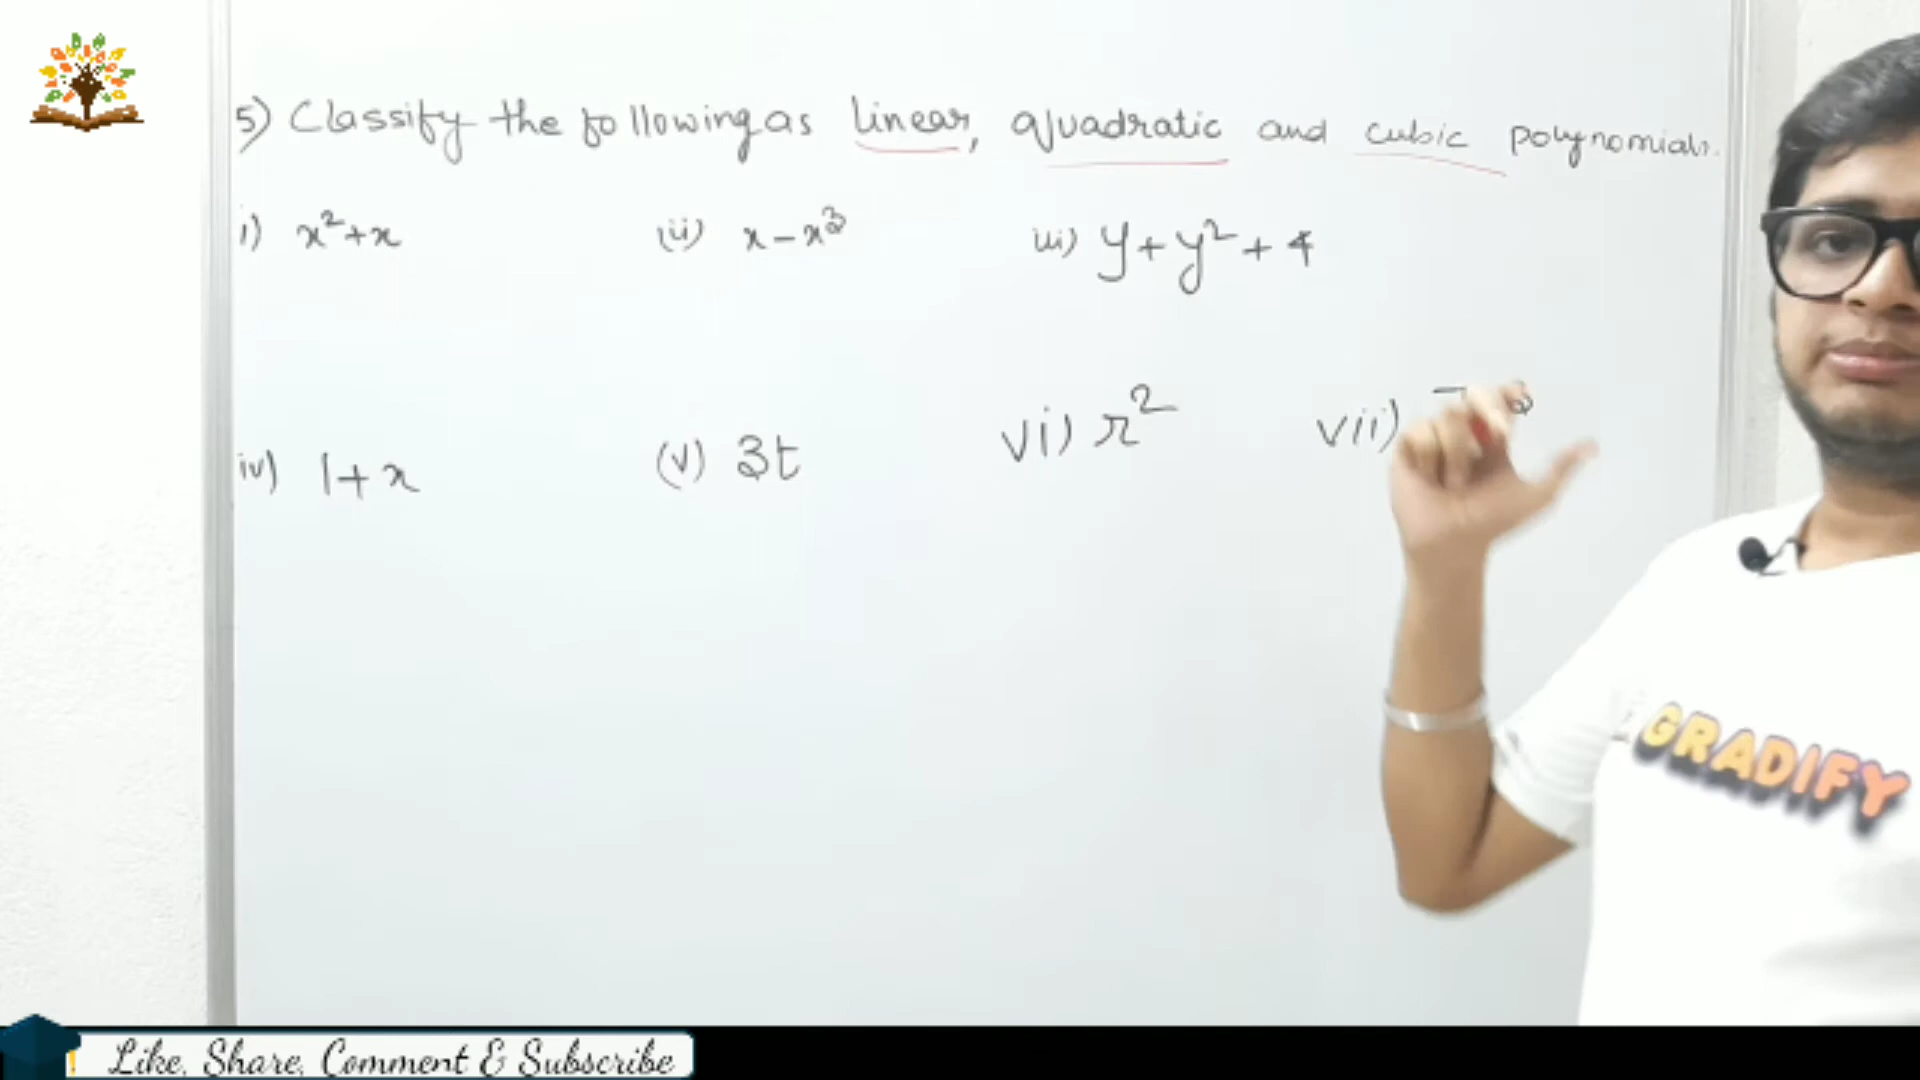 5) Classify the following as linear, quadratic and cubic polynomials.
i) x²+x (ii) x-x³ iii) y+y²+4
iv) 1+x (v) 3t vi) r² vii)
GRADIFY
Like, Share, Comment & Subscribe